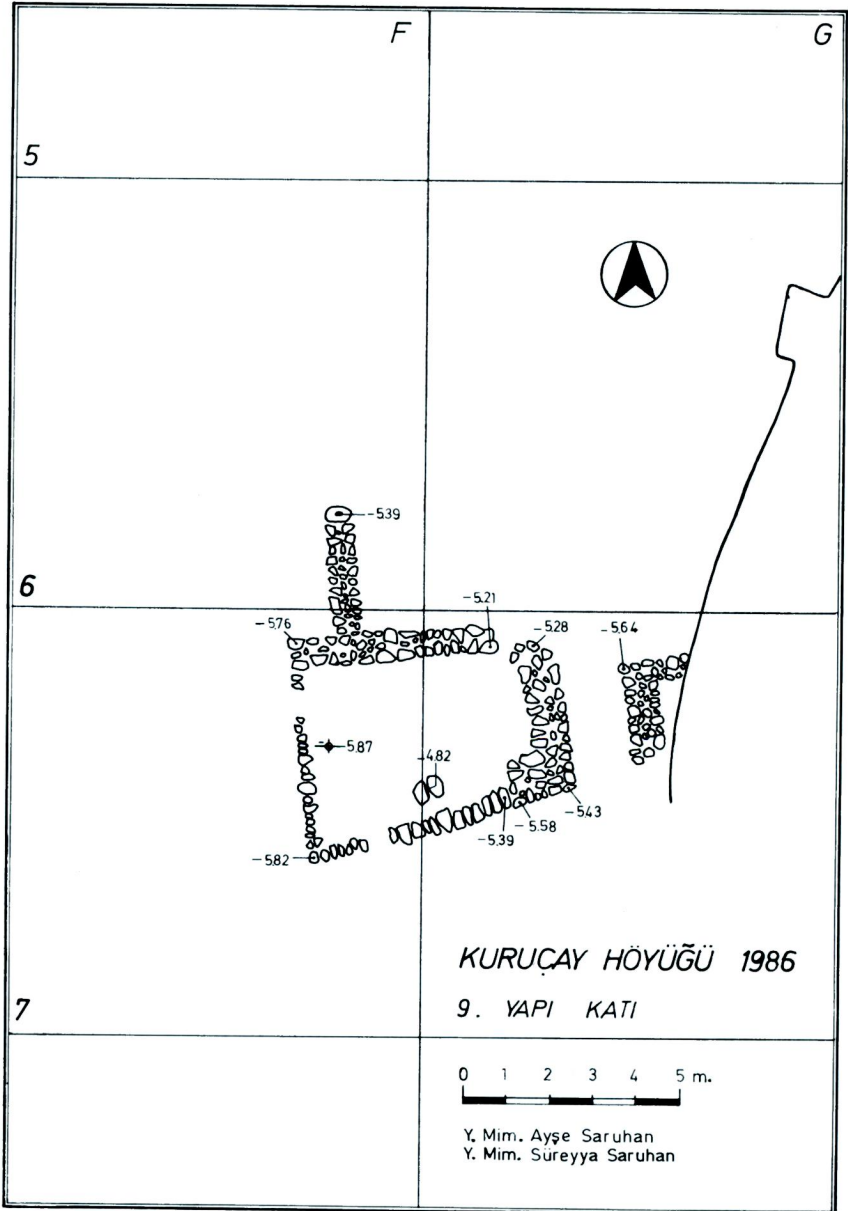 F G
5
-5.39
6
-5.21
-5.76 -5.28 -5.64
-5.87 -4.82
-5.43
-5.58
-5.39
-5.82
KURUÇAY HÖYÜĞÜ 1986
7
9. YAPI KATI
0 1 2 3 4 5 m.
Y. Mim. Ayşe Saruhan
Y. Mim. Süreyya Saruhan